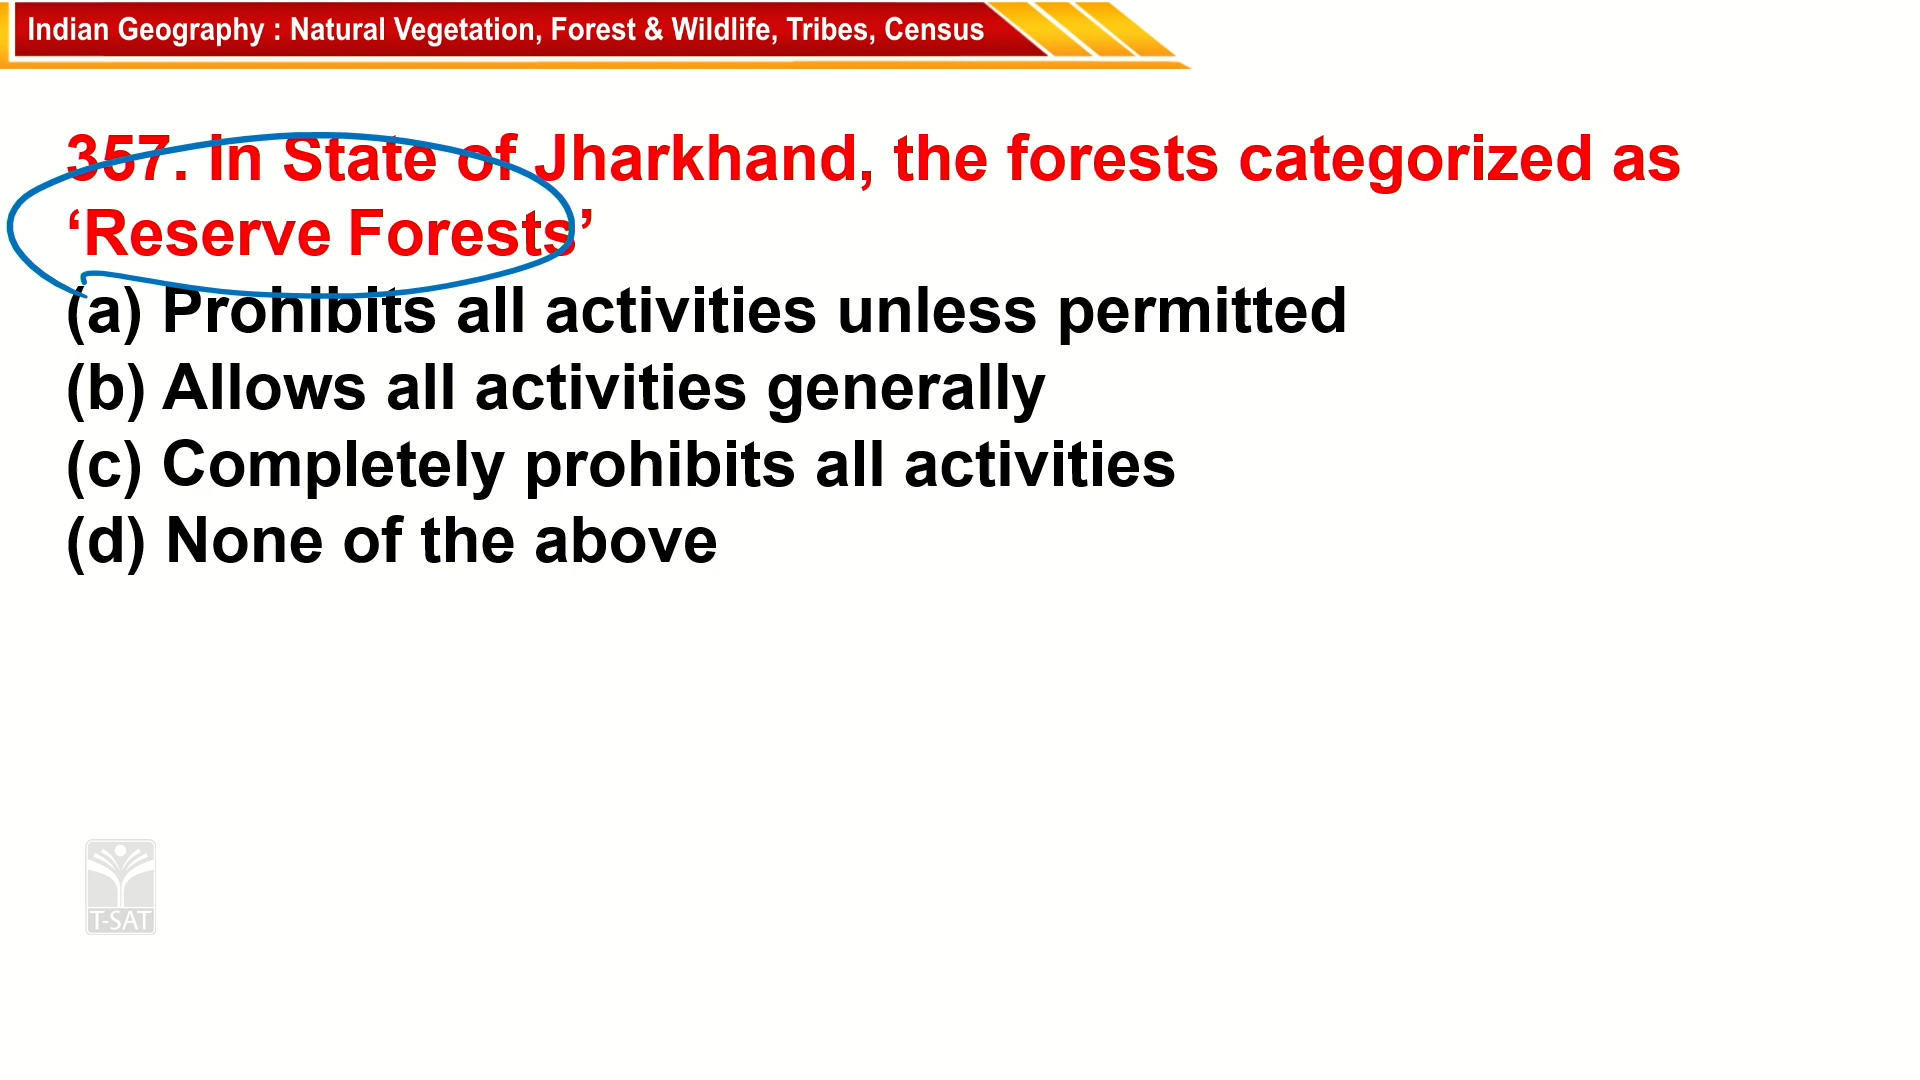 Indian Geography : Natural Vegetation, Forest & Wildlife, Tribes, Census
357. In State of Jharkhand, the forests categorized as
‘Reserve Forests’
(a) Prohibits all activities unless permitted
(b) Allows all activities generally
(c) Completely prohibits all activities
(d) None of the above
T-SAT